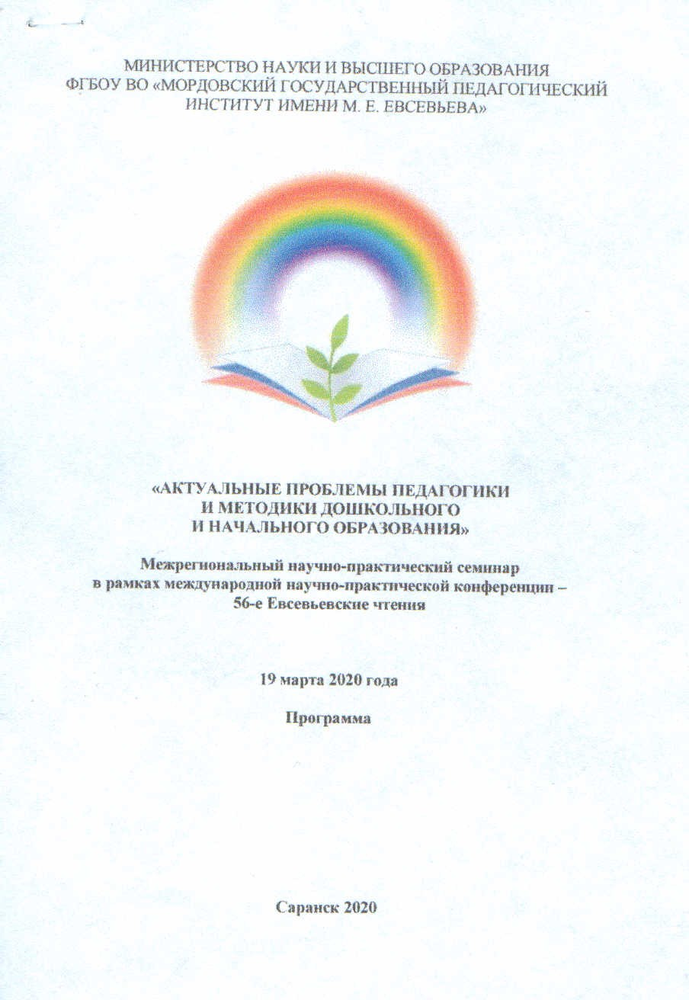 МИНИСТЕРСТВО НАУКИ И ВЫСШЕГО ОБРАЗОВАНИЯ
ФГБОУ ВО «МОРДОВСКИЙ ГОСУДАРСТВЕННЫЙ ПЕДАГОГИЧЕСКИЙ
ИНСТИТУТ ИМЕНИ М. Е. ЕВСЕВЬЕВА»
«АКТУАЛЬНЫЕ ПРОБЛЕМЫ ПЕДАГОГИКИ
И МЕТОДИКИ ДОШКОЛЬНОГО
И НАЧАЛЬНОГО ОБРАЗОВАНИЯ»
Межрегиональный научно-практический семинар
в рамках международной научно-практической конференции –
56-е Евсевьевские чтения
19 марта 2020 года
Программа
Саранск 2020